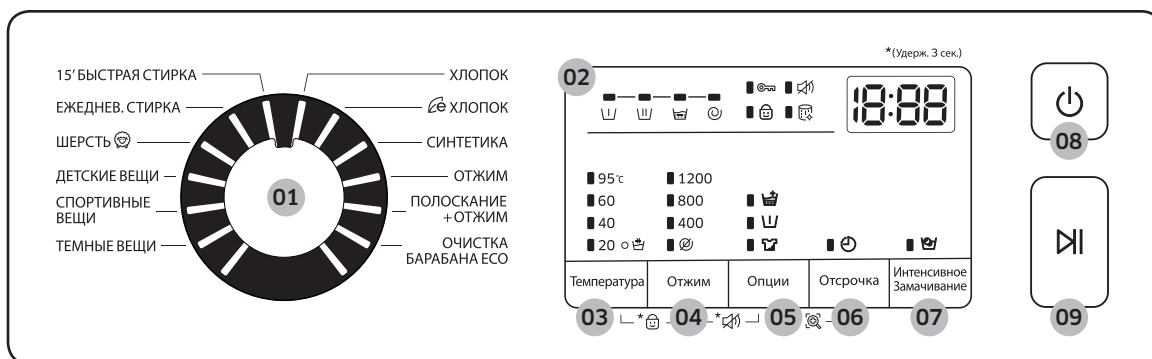 *(Удерж. 3 сек.)
15' БЫСТРАЯ СТИРКА
ЕЖЕДНЕВ. СТИРКА
ШЕРСТЬ
ДЕТСКИЕ ВЕЩИ
СПОРТИВНЫЕ
ВЕЩИ
ТЕМНЫЕ ВЕЩИ
01
ХЛОПОК
ё ХЛОПОК
СИНТЕТИКА
ОТЖИМ
ПОЛОСКАНИЕ
+ОТЖИМ
ОЧИСТКА
БАРАБАНА ECO
02
18:88
95℃ 1200
60 800
40 400
20
Температура Отжим Опции Отсрочка Интенсивное
Замачивание
03 * 04 * 05 06 07
08
09